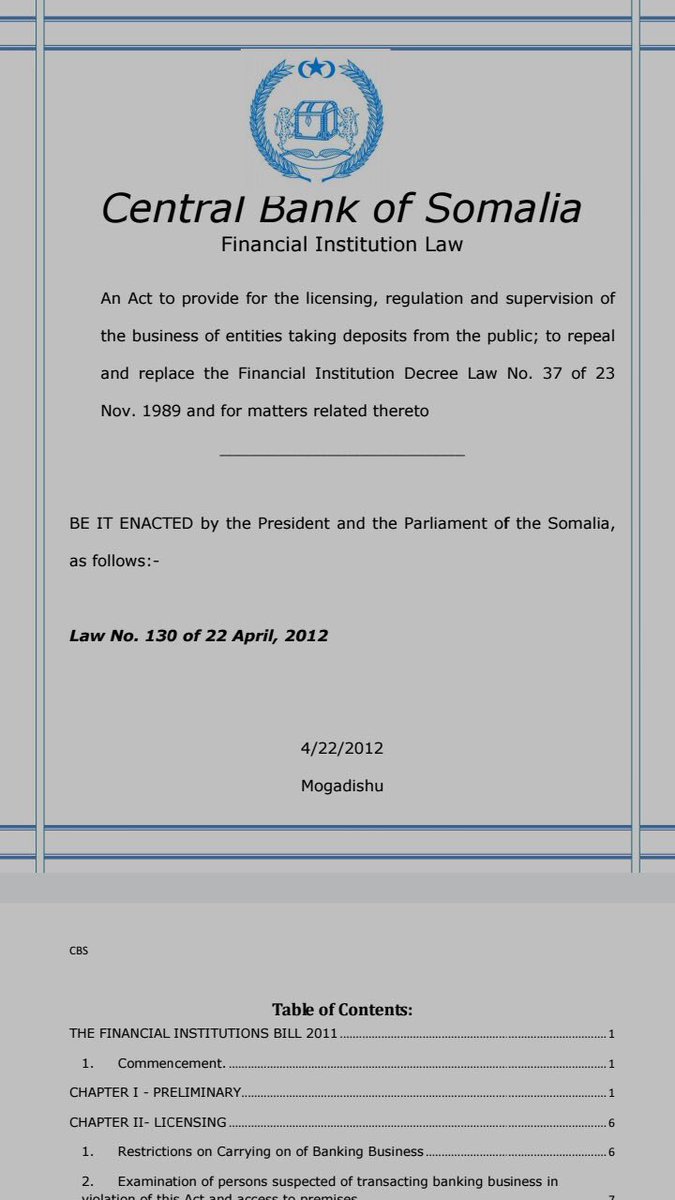 Central Bank of Somalia
Financial Institution Law
An Act to provide for the licensing, regulation and supervision of
the business of entities taking deposits from the public; to repeal
and replace the Financial Institution Decree Law No. 37 of 23
Nov. 1989 and for matters related thereto
BE IT ENACTED by the President and the Parliament of the Somalia,
as follows:-
Law No. 130 of 22 April, 2012
4/22/2012
Mogadishu
CBS
Table of Contents:
THE FINANCIAL INSTITUTIONS BILL 2011 1
1. Commencement. 1
CHAPTER I - PRELIMINARY 1
CHAPTER II- LICENSING 6
1. Restrictions on Carrying on of Banking Business 6
2. Examination of persons suspected of transacting banking business in
violation of this Act and access to premises 7